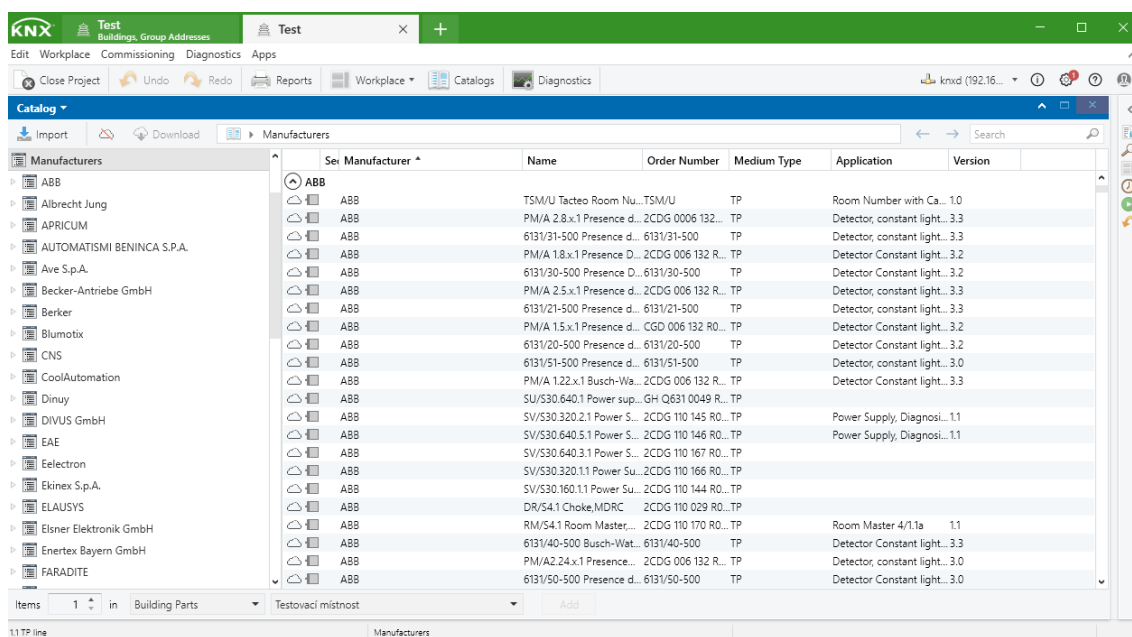 KNX
Test
Buildings, Group Addresses
Test
Edit Workplace Commissioning Diagnostics Apps
Close Project Undo Redo Reports Workplace Catalogs Diagnostics knxd (192.16...
Catalog
Import Download Manufacturers Search
Manufacturers
ABB
Albrecht Jung
APRICUM
AUTOMATISMI BENINCA S.P.A.
Ave S.p.A.
Becker-Antriebe GmbH
Berker
Blumotix
CNS
CoolAutomation
Dinuy
DIVUS GmbH
EAE
Eelectron
Ekinex S.p.A.
ELAUSYS
Elsner Elektronik GmbH
Enertex Bayern GmbH
FARADITE
Se Manufacturer Name Order Number Medium Type Application Version
ABB
ABB TSM/U Tacteo Room Nu... TSM/U TP Room Number with Ca... 1.0
ABB PM/A 2.8.x.1 Presence d... 2CDG 0006 132... TP Detector, constant light... 3.3
ABB 6131/31-500 Presence d... 6131/31-500 TP Detector, constant light... 3.3
ABB PM/A 1.8.x.1 Presence D... 2CDG 006 132 R... TP Detector Constant light... 3.2
ABB 6131/30-500 Presence D... 6131/30-500 TP Detector Constant light... 3.2
ABB PM/A 2.5.x.1 Presence d... 2CDG 006 132 R... TP Detector, constant light... 3.3
ABB 6131/21-500 Presence d... 6131/21-500 TP Detector, constant light... 3.3
ABB PM/A 1.5.x.1 Presence d... CGD 006 132 R0... TP Detector Constant light... 3.2
ABB 6131/20-500 Presence d... 6131/20-500 TP Detector Constant light... 3.2
ABB 6131/51-500 Presence d... 6131/51-500 TP Detector, constant light... 3.0
ABB PM/A 1.22.x.1 Busch-Wa... 2CDG 006 132 R... TP Detector Constant light... 3.3
ABB SU/S30.640.1 Power sup... GH Q631 0049 R... TP
ABB SV/S30.320.2.1 Power S... 2CDG 110 145 R0... TP Power Supply, Diagnosi... 1.1
ABB SV/S30.640.5.1 Power S... 2CDG 110 146 R0... TP Power Supply, Diagnosi... 1.1
ABB SV/S30.640.3.1 Power S... 2CDG 110 167 R0... TP
ABB SV/S30.320.1.1 Power Su... 2CDG 110 166 R0... TP
ABB SV/S30.160.1.1 Power Su... 2CDG 110 144 R0... TP
ABB DR/S4.1 Choke,MDRC 2CDG 110 029 R0... TP
ABB RM/S4.1 Room Master,... 2CDG 110 170 R0... TP Room Master 4/1.1a 1.1
ABB 6131/40-500 Busch-Wat... 6131/40-500 TP Detector Constant light... 3.3
ABB PM/A2.24.x.1 Presence... 2CDG 006 132 R... TP Detector, constant light... 3.0
ABB 6131/50-500 Presence d... 6131/50-500 TP Detector Constant light... 3.0
Items 1 in Building Parts Testovací místnost Add
1.1 TP line Manufacturers